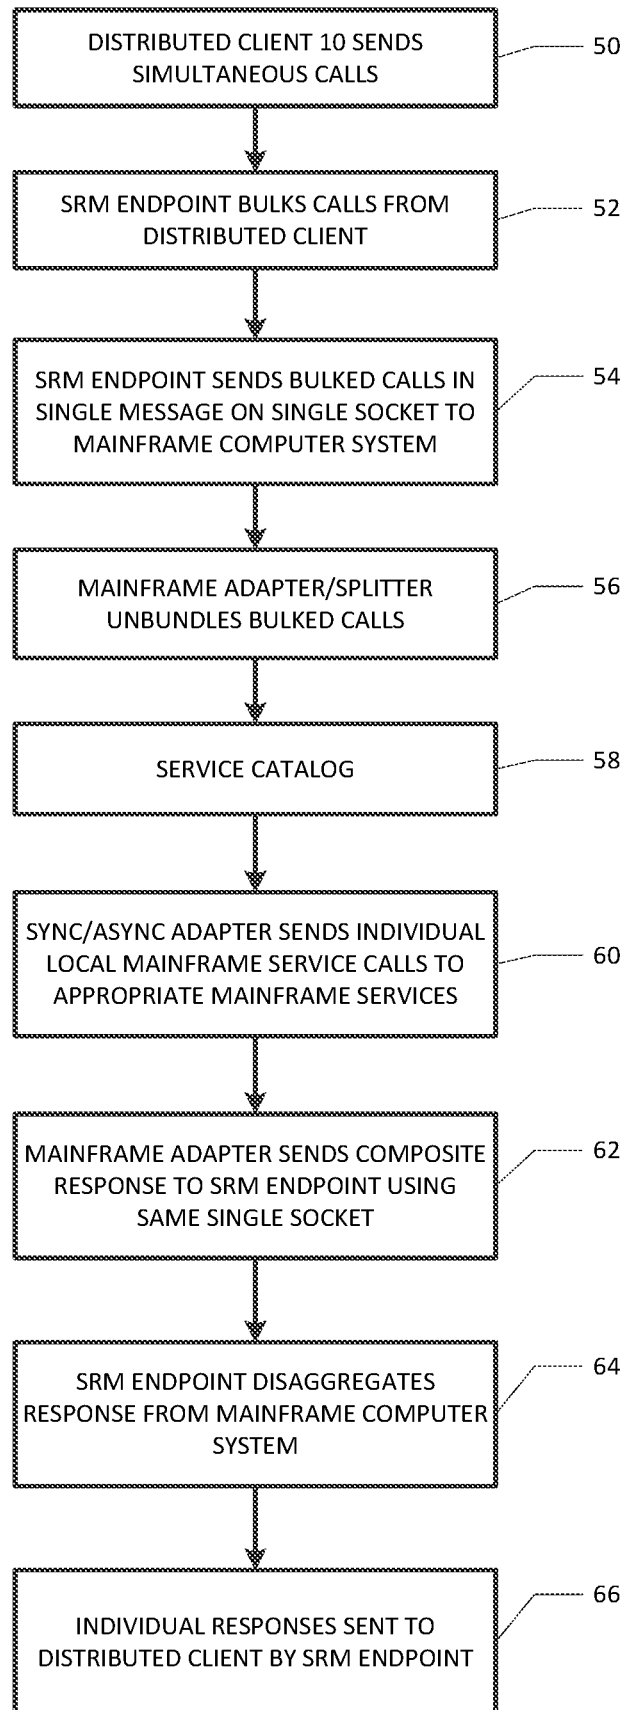 DISTRIBUTED CLIENT 10 SENDS
SIMULTANEOUS CALLS
50
SRM ENDPOINT BULKS CALLS FROM
DISTRIBUTED CLIENT
52
SRM ENDPOINT SENDS BULKED CALLS IN
SINGLE MESSAGE ON SINGLE SOCKET TO
MAINFRAME COMPUTER SYSTEM
54
MAINFRAME ADAPTER/SPLITTER
UNBUNDLES BULKED CALLS
56
SERVICE CATALOG
58
SYNC/ASYNC ADAPTER SENDS INDIVIDUAL
LOCAL MAINFRAME SERVICE CALLS TO
APPROPRIATE MAINFRAME SERVICES
60
MAINFRAME ADAPTER SENDS COMPOSITE
RESPONSE TO SRM ENDPOINT USING
SAME SINGLE SOCKET
62
SRM ENDPOINT DISAGGREGATES
RESPONSE FROM MAINFRAME COMPUTER
SYSTEM
64
INDIVIDUAL RESPONSES SENT TO
DISTRIBUTED CLIENT BY SRM ENDPOINT
66